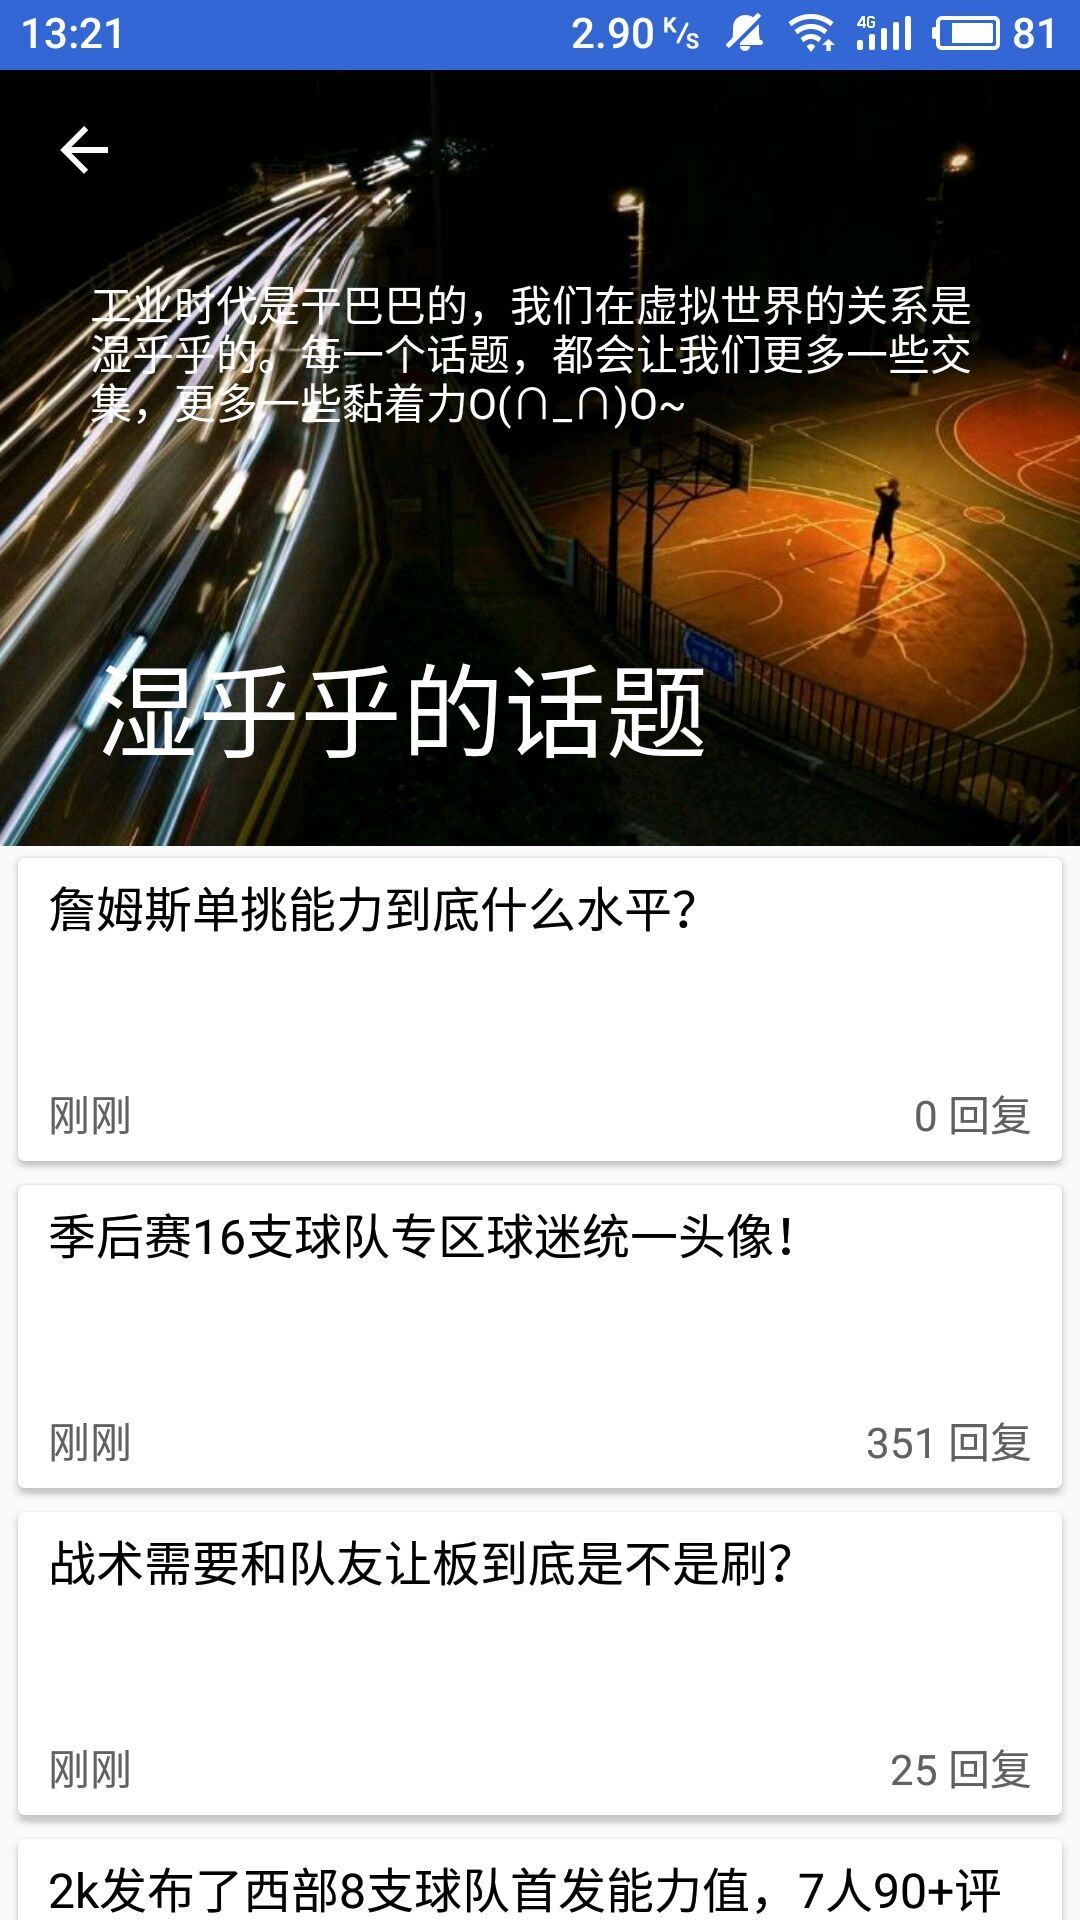 13:21 2.90 K/s 4G 81
工业时代是干巴巴的，我们在虚拟世界的关系是
湿乎乎的。每一个话题，都会让我们更多一些交
集，更多一些黏着力O(∩_∩)O~
湿乎乎的话题
詹姆斯单挑能力到底什么水平？
刚刚 0 回复
季后赛16支球队专区球迷统一头像！
刚刚 351 回复
战术需要和队友让板到底是不是刷？
刚刚 25 回复
2k发布了西部8支球队首发能力值，7人90+评